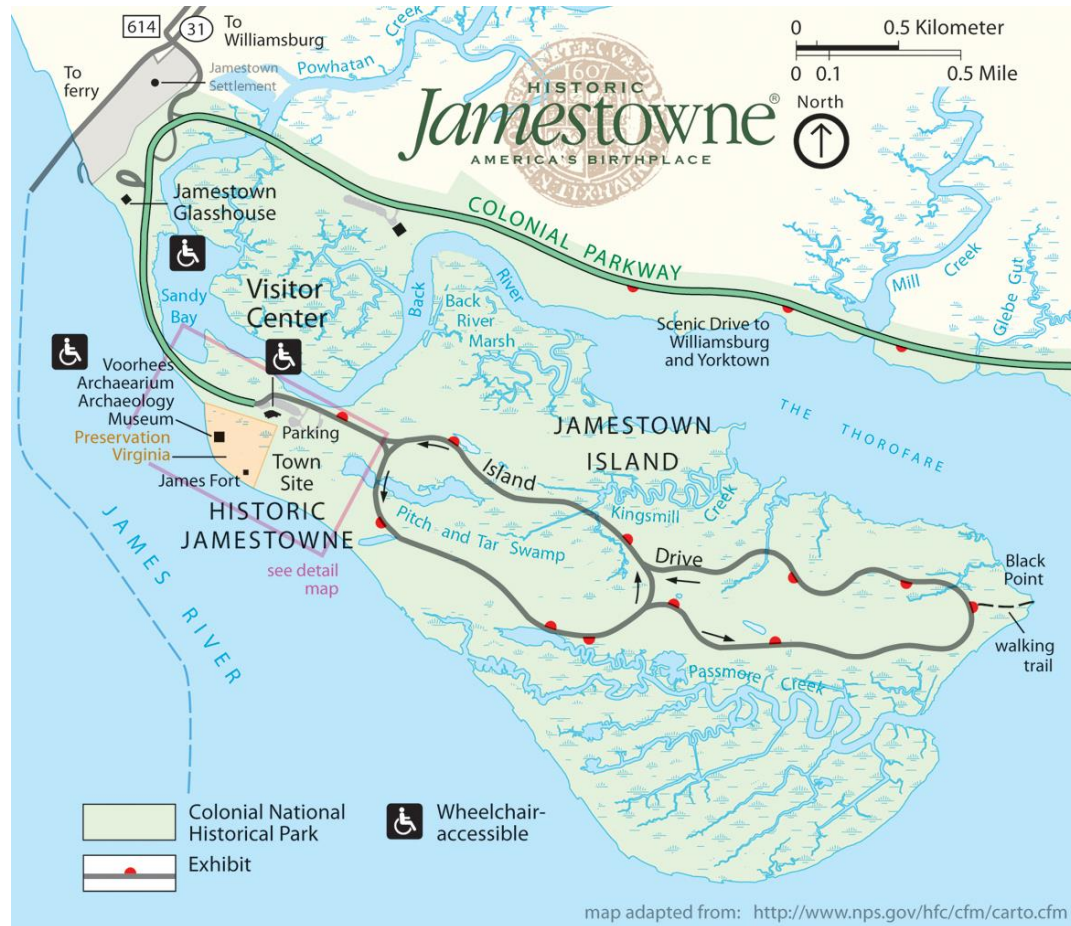 614
31
To
Williamsburg
To
ferry
Jamestown
Settlement
Powhatan
Creek
1607
HISTORIC
Jamestowne®
AMERICA'S BIRTHPLACE
0 0.5 Kilometer
0 0.1 0.5 Mile
North
Jamestown
Glasshouse
COLONIAL PARKWAY
Sandy
Bay
Visitor
Center
Back
River
Back
River
Marsh
Mill
Creek
Glebe Gut
Scenic Drive to
Williamsburg
and Yorktown
Voorhees
Archaearium
Archaeology
Museum
Preservation
Virginia
James Fort
Parking
Town
Site
HISTORIC
JAMESTOWNE
see detail
map
JAMESTOWN
ISLAND
THE THOROFARE
Island
Drive
Kingsmill
Creek
Pitch and Tar Swamp
Black
Point
walking
trail
Passmore Creek
JAMES RIVER
Colonial National
Historical Park
Exhibit
Wheelchair-
accessible
map adapted from: http://www.nps.gov/hfc/cfm/carto.cfm